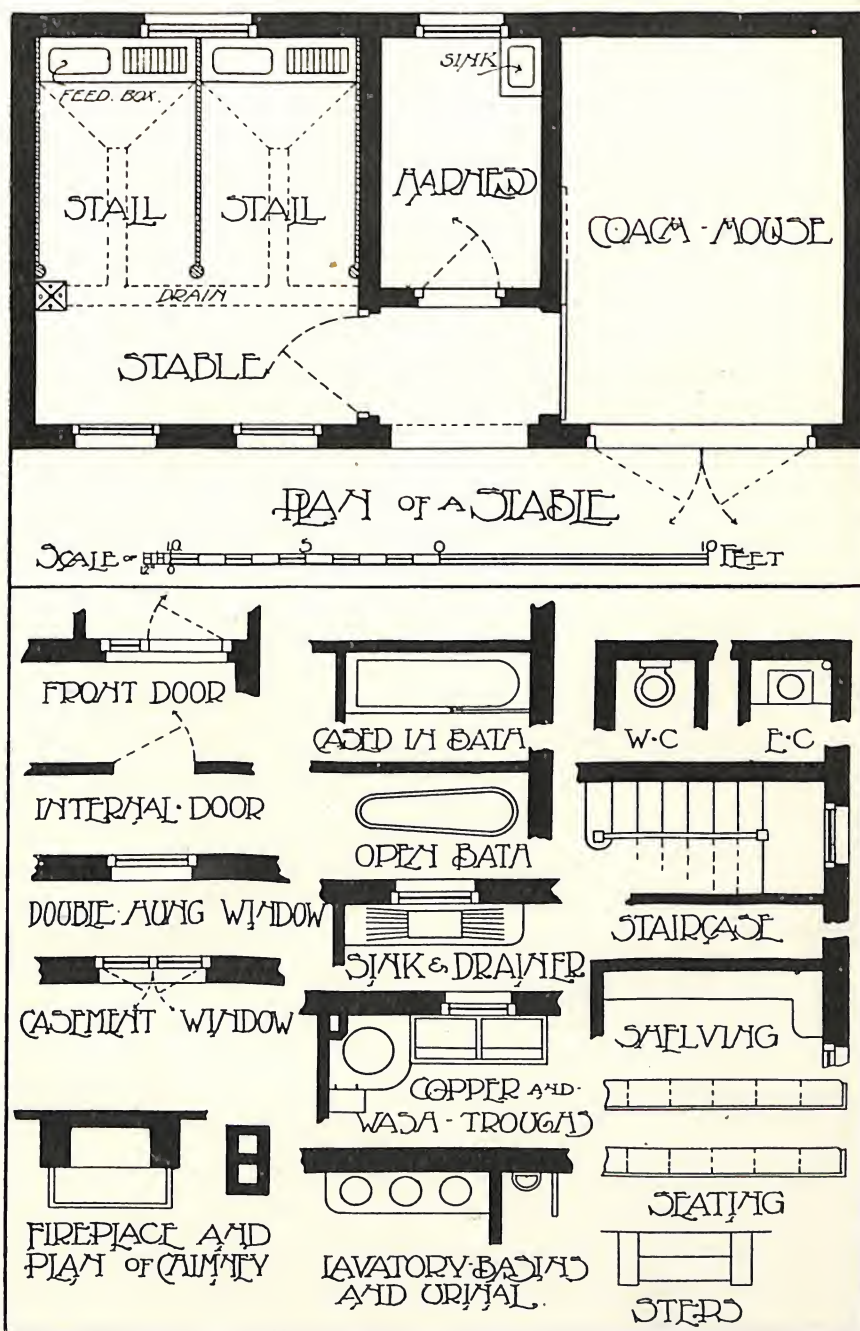 SINK
FEED. BOX.
STALL
STALL
HARNESS
COACH - HOUSE
DRAIN
STABLE
PLAN OF A STABLE
SCALE OF 12" 10 0 5 0 10 FEET
FRONT DOOR
CASED IN BATH
W·C
E·C
INTERNAL·DOOR
OPEN BATH
DOUBLE·HUNG WINDOW
SINK & DRAINER
STAIRCASE
CASEMENT WINDOW
SHELVING
COPPER AND·
WASH - TROUGHS
FIREPLACE AND
PLAN OF CHIMNEY
LAVATORY·BASINS
AND URINAL.
SEATING
STEPS